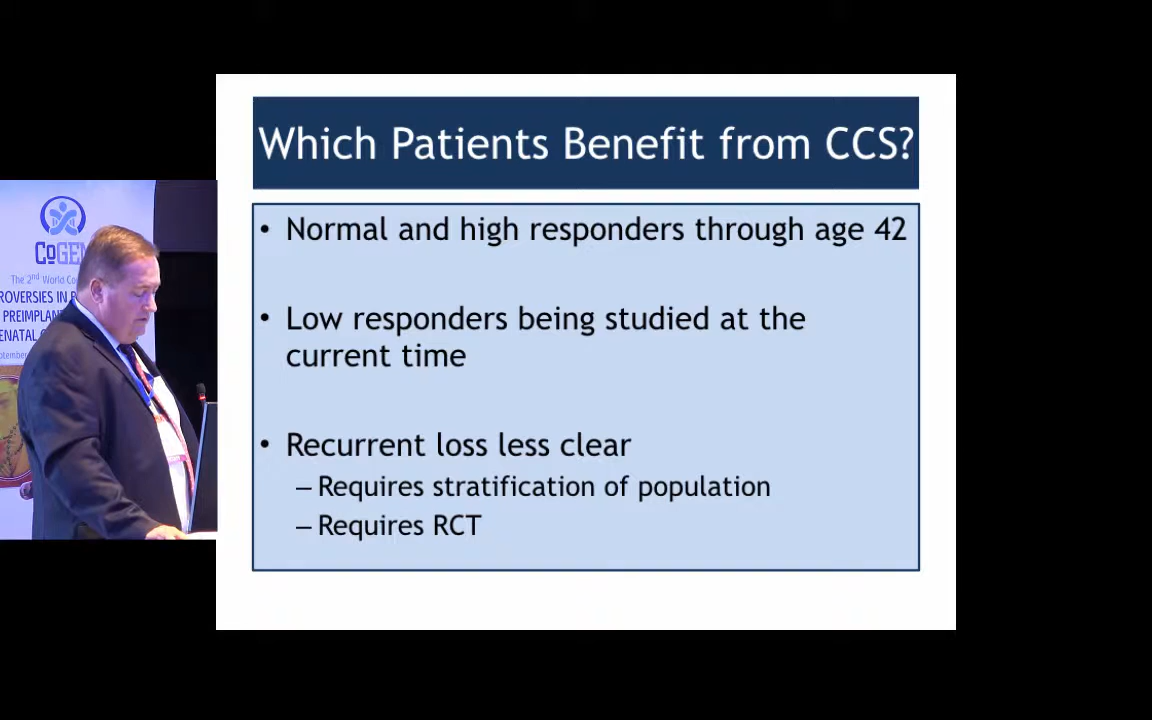 CoGE
The 2nd World Co
ROVERSIES IN P
PREIMPLAN
ENATAL
ptember
Which Patients Benefit from CCS?
• Normal and high responders through age 42
• Low responders being studied at the
current time
• Recurrent loss less clear
– Requires stratification of population
– Requires RCT